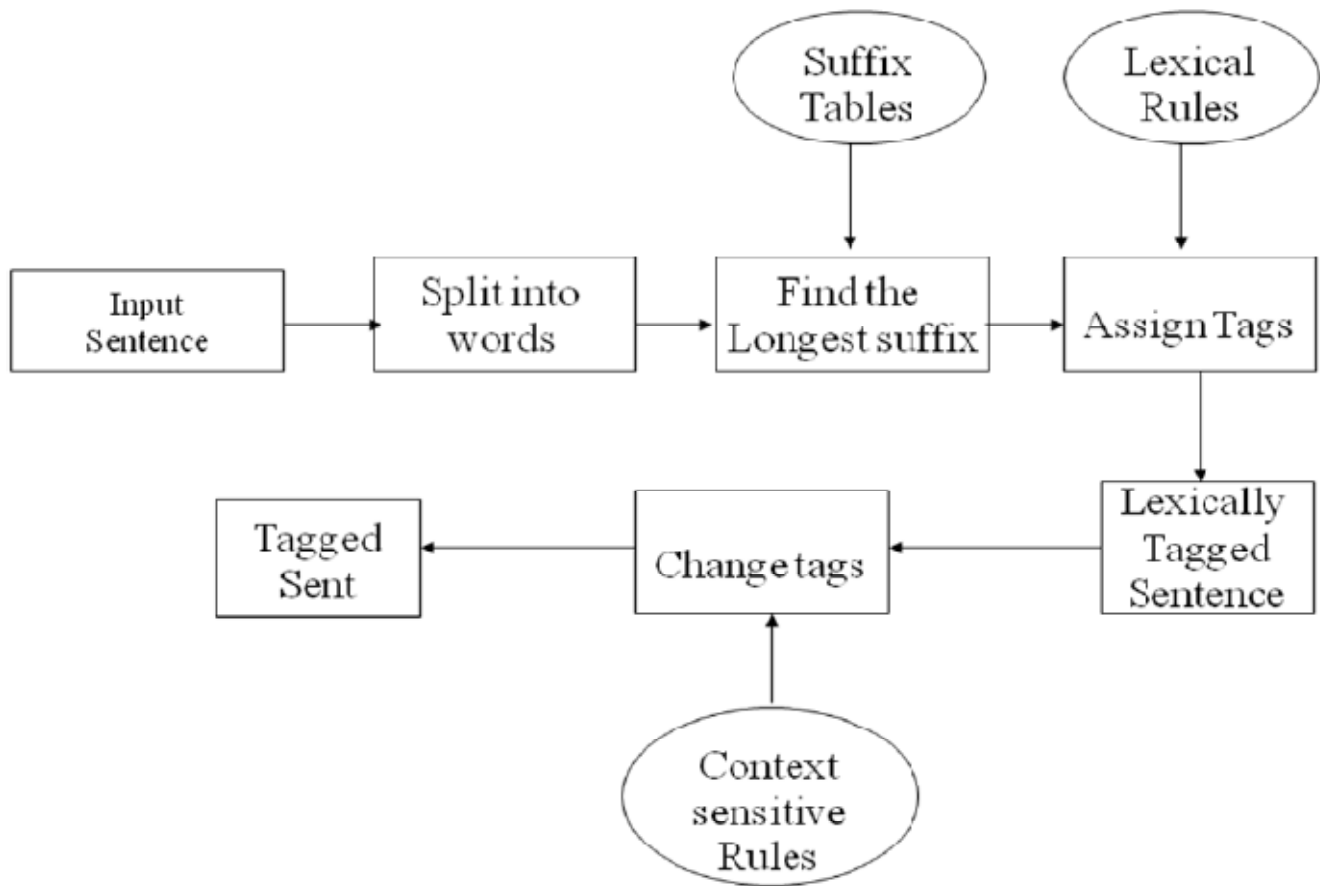 Suffix
Tables
Lexical
Rules
Input
Sentence
Split into
words
Find the
Longest suffix
Assign Tags
Lexically
Tagged
Sentence
Change tags
Tagged
Sent
Context
sensitive
Rules